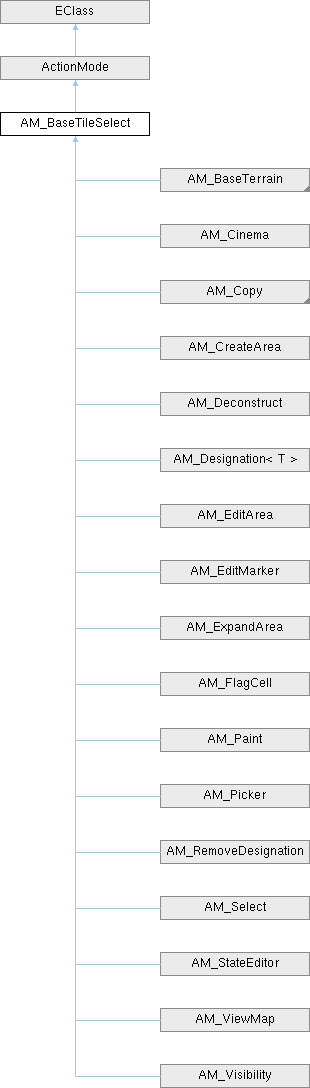 EClass
ActionMode
AM_BaseTileSelect
AM_BaseTerrain
AM_Cinema
AM_Copy
AM_CreateArea
AM_Deconstruct
AM_Designation< T >
AM_EditArea
AM_EditMarker
AM_ExpandArea
AM_FlagCell
AM_Paint
AM_Picker
AM_RemoveDesignation
AM_Select
AM_StateEditor
AM_ViewMap
AM_Visibility